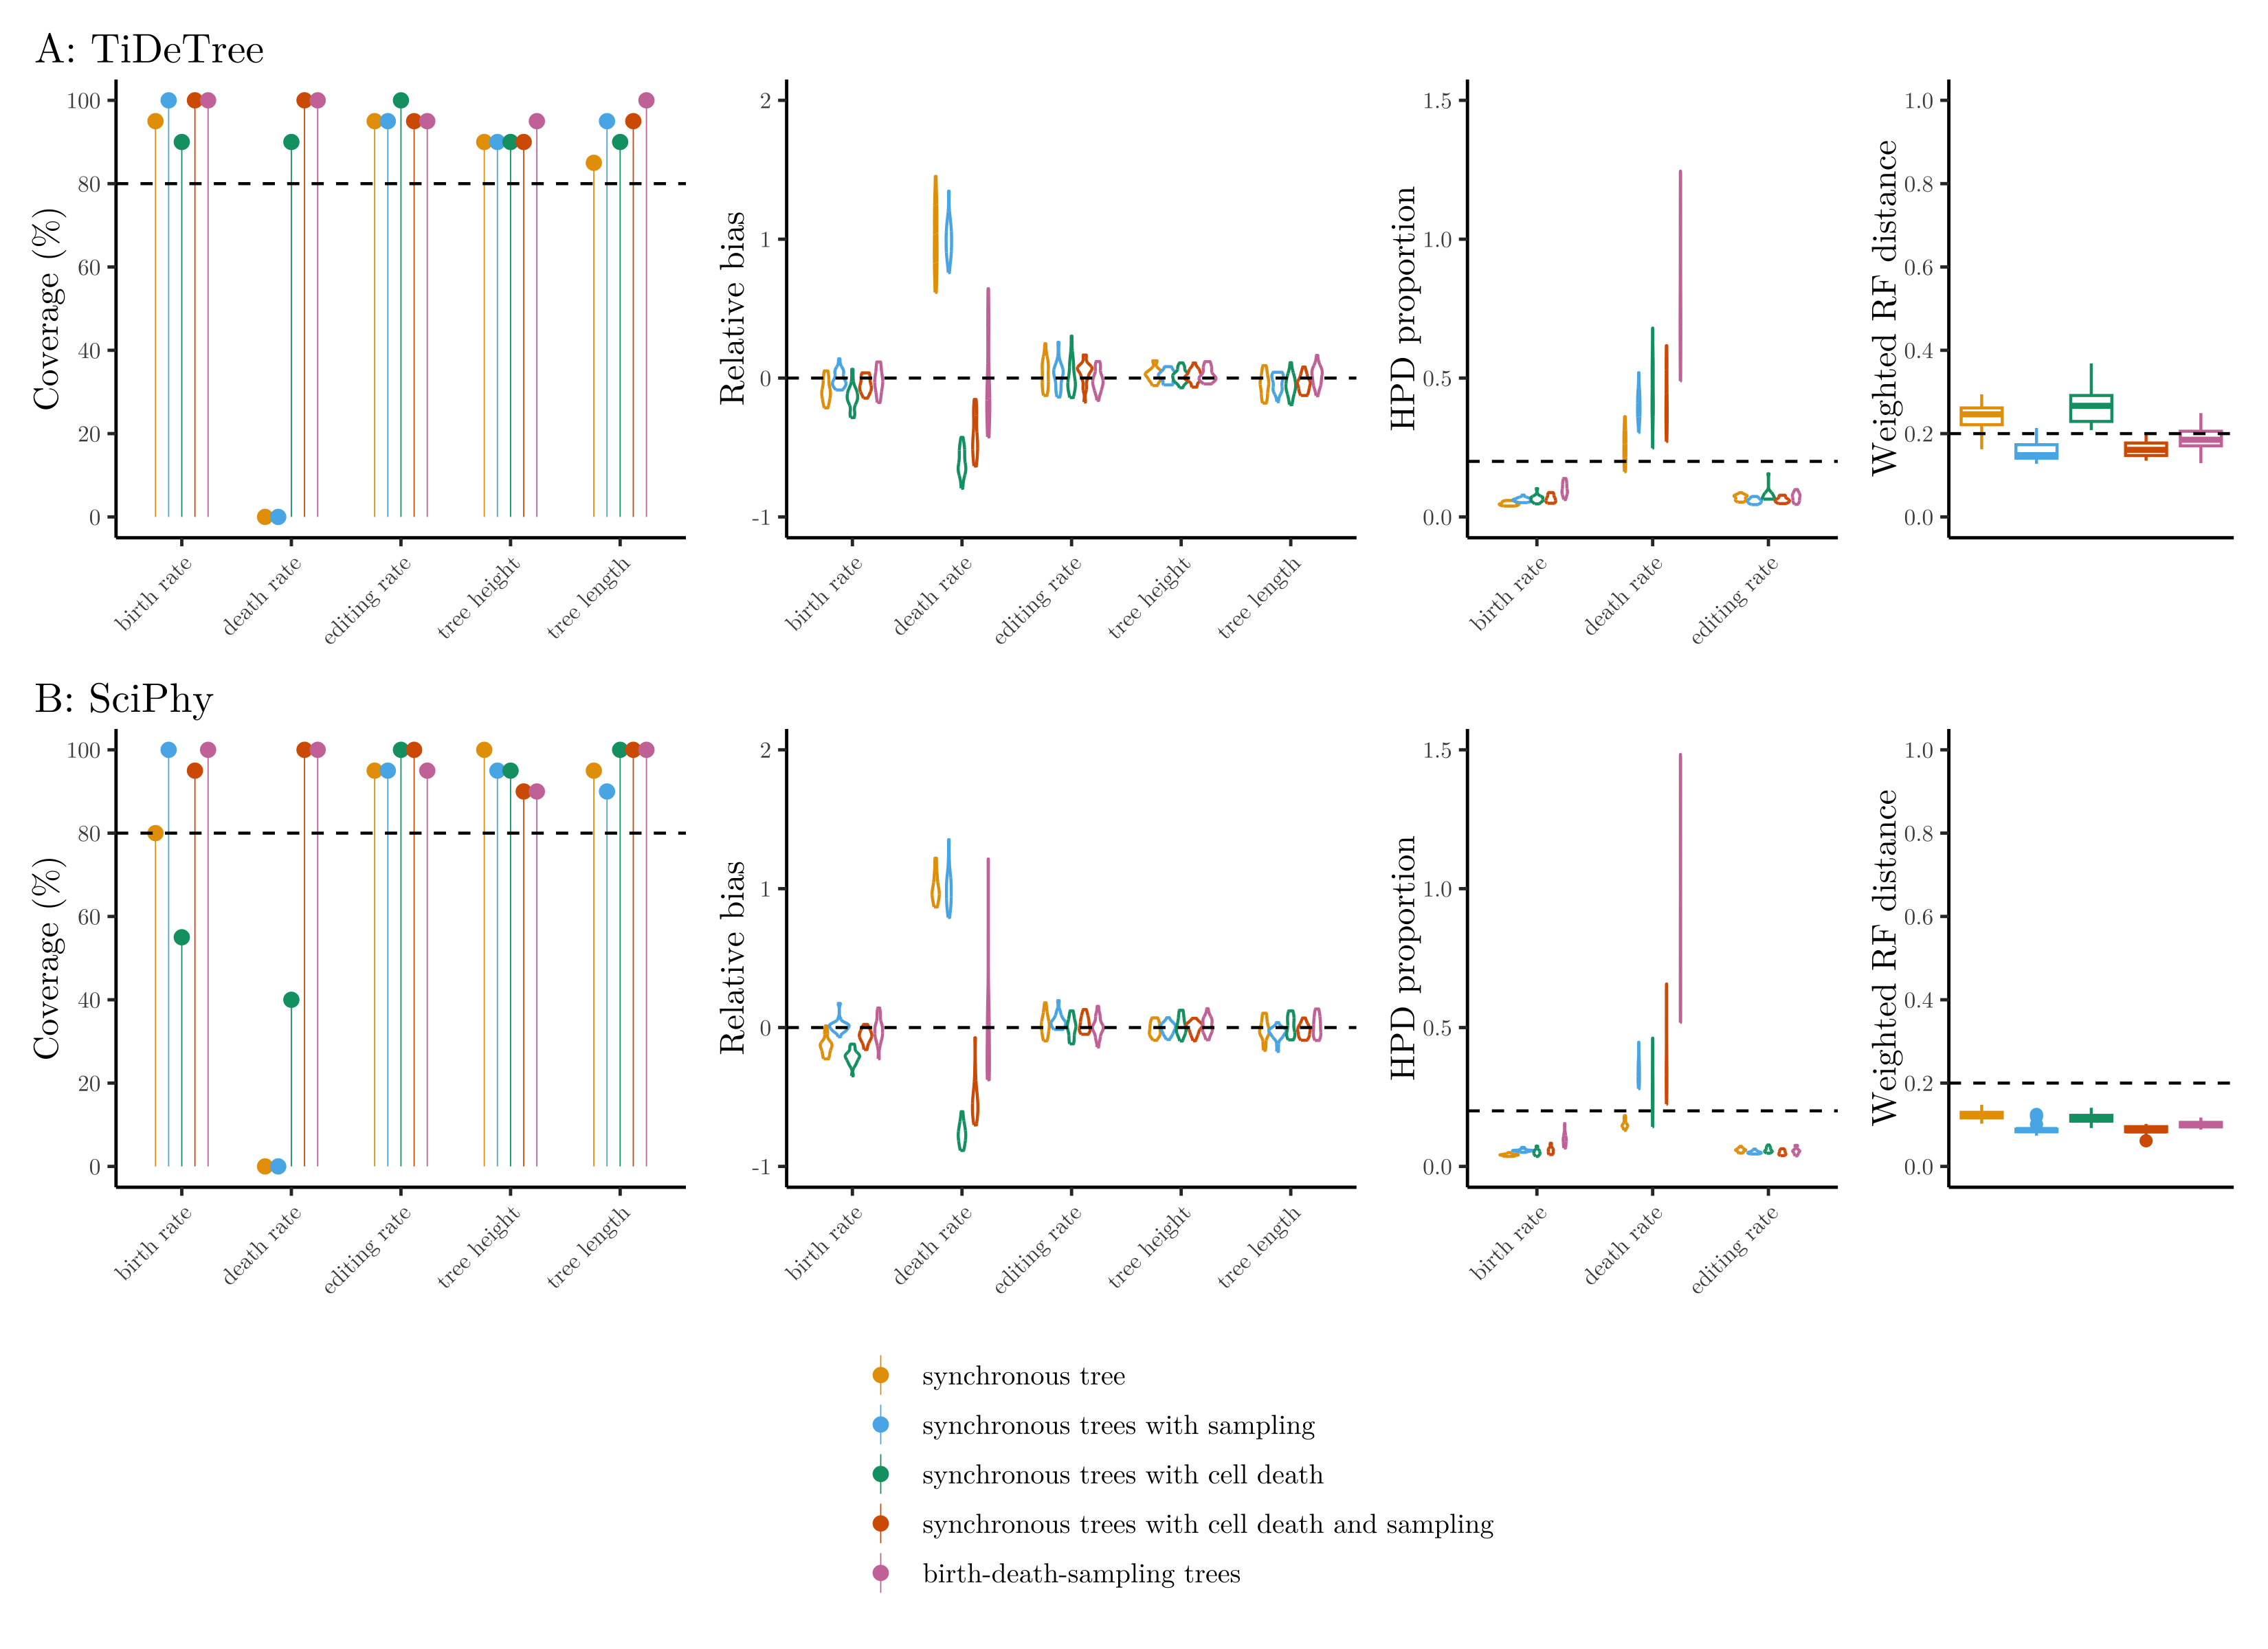 A: TiDeTree
Coverage (%)
100
80
60
40
20
0
birth rate
death rate
editing rate
tree height
tree length
Relative bias
2
1
0
-1
birth rate
death rate
editing rate
tree height
tree length
HPD proportion
1.5
1.0
0.5
0.0
birth rate
death rate
editing rate
Weighted RF distance
1.0
0.8
0.6
0.4
0.2
0.0
B: SciPhy
Coverage (%)
100
80
60
40
20
0
birth rate
death rate
editing rate
tree height
tree length
Relative bias
2
1
0
-1
birth rate
death rate
editing rate
tree height
tree length
HPD proportion
1.5
1.0
0.5
0.0
birth rate
death rate
editing rate
Weighted RF distance
1.0
0.8
0.6
0.4
0.2
0.0
synchronous tree
synchronous trees with sampling
synchronous trees with cell death
synchronous trees with cell death and sampling
birth-death-sampling trees